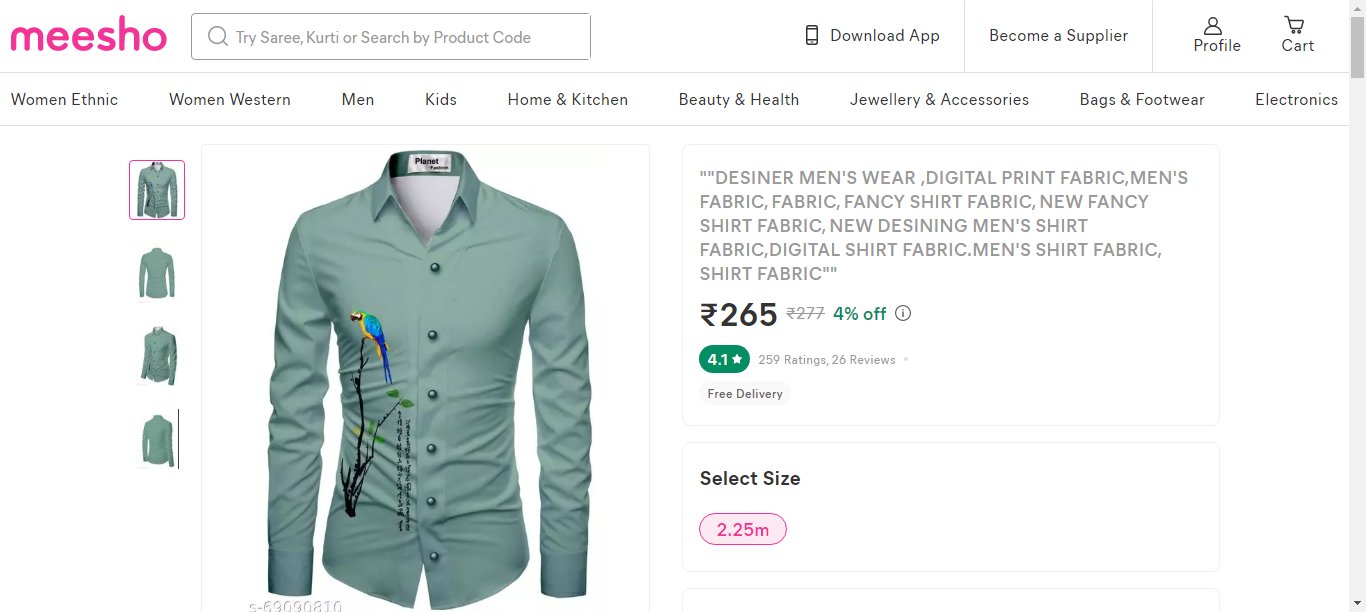 meesho
Try Saree, Kurti or Search by Product Code
Download App
Become a Supplier
Profile
Cart
Women Ethnic
Women Western
Men
Kids
Home & Kitchen
Beauty & Health
Jewellery & Accessories
Bags & Footwear
Electronics
Planet
Fashion
s-69090810
""DESINER MEN'S WEAR ,DIGITAL PRINT FABRIC,MEN'S
FABRIC, FABRIC, FANCY SHIRT FABRIC, NEW FANCY
SHIRT FABRIC, NEW DESINING MEN'S SHIRT
FABRIC,DIGITAL SHIRT FABRIC.MEN'S SHIRT FABRIC,
SHIRT FABRIC""
₹265 ₹277 4% off
4.1 ★ 259 Ratings, 26 Reviews
Free Delivery
Select Size
2.25m